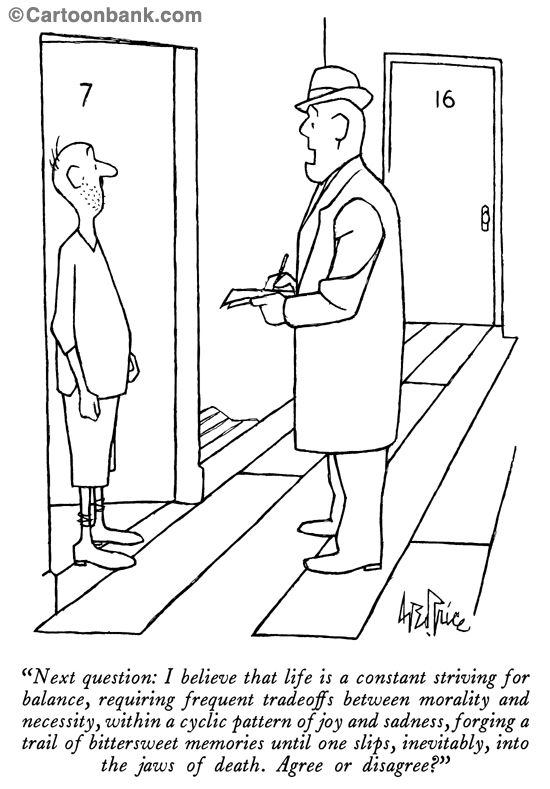 ©Cartoonbank.com
7
16
Geo. Price
“Next question: I believe that life is a constant striving for
balance, requiring frequent tradeoffs between morality and
necessity, within a cyclic pattern of joy and sadness, forging a
trail of bittersweet memories until one slips, inevitably, into
the jaws of death. Agree or disagree?”